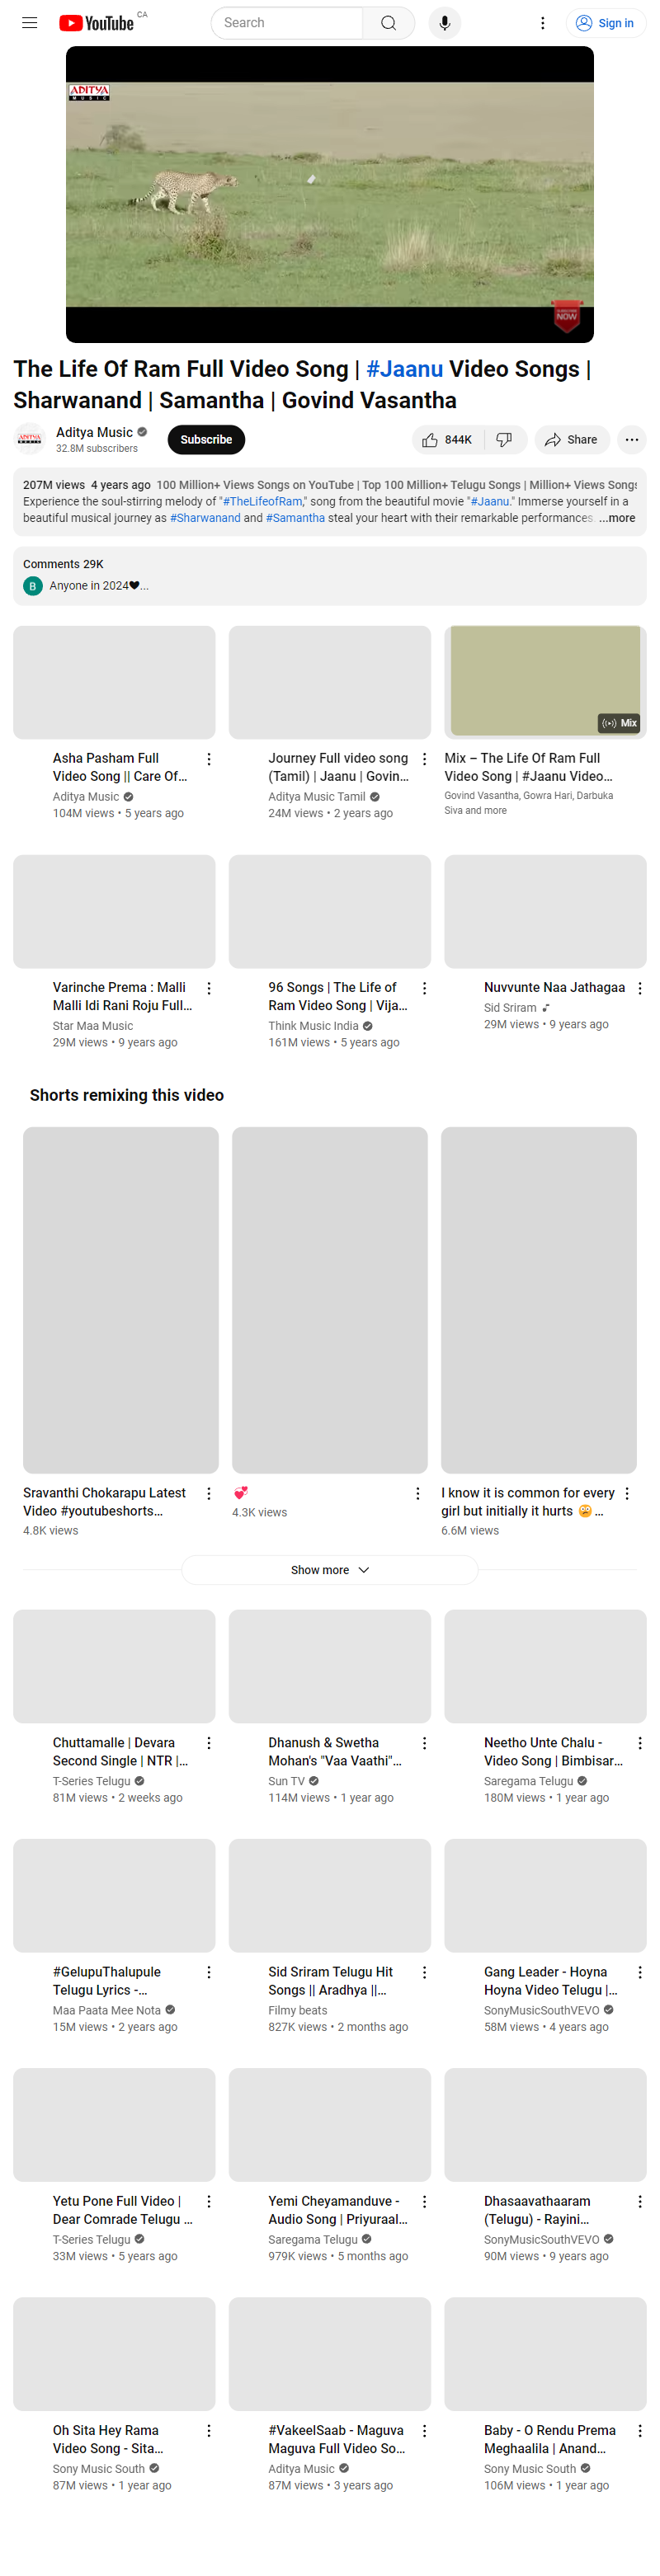 YouTube CA
Search
Sign in
ADITYA
MUSIC
SUBSCRIBE
NOW
The Life Of Ram Full Video Song | #Jaanu Video Songs |
Sharwanand | Samantha | Govind Vasantha
ADITYA
Aditya Music
32.8M subscribers
Subscribe
844K
Share
207M views 4 years ago 100 Million+ Views Songs on YouTube | Top 100 Million+ Telugu Songs | Million+ Views Songs
Experience the soul-stirring melody of "#TheLifeofRam," song from the beautiful movie "#Jaanu." Immerse yourself in a
beautiful musical journey as #Sharwanand and #Samantha steal your heart with their remarkable performances. ...more
Comments 29K
B
Anyone in 2024🖤...
Mix
Asha Pasham Full
Video Song || Care Of...
Aditya Music
104M views • 5 years ago
Journey Full video song
(Tamil) | Jaanu | Govin...
Aditya Music Tamil
24M views • 2 years ago
Mix – The Life Of Ram Full
Video Song | #Jaanu Video...
Govind Vasantha, Gowra Hari, Darbuka
Siva and more
Varinche Prema : Malli
Malli Idi Rani Roju Full...
Star Maa Music
29M views • 9 years ago
96 Songs | The Life of
Ram Video Song | Vija...
Think Music India
161M views • 5 years ago
Nuvvunte Naa Jathagaa
Sid Sriram
29M views • 9 years ago
Shorts remixing this video
Sravanthi Chokarapu Latest
Video #youtubeshorts...
4.8K views
💞
4.3K views
I know it is common for every
girl but initially it hurts 😥...
6.6M views
Show more
Chuttamalle | Devara
Second Single | NTR |...
T-Series Telugu
81M views • 2 weeks ago
Dhanush & Swetha
Mohan's "Vaa Vaathi"...
Sun TV
114M views • 1 year ago
Neetho Unte Chalu -
Video Song | Bimbisar...
Saregama Telugu
180M views • 1 year ago
#GelupuThalupule
Telugu Lyrics -...
Maa Paata Mee Nota
15M views • 2 years ago
Sid Sriram Telugu Hit
Songs || Aradhya ||...
Filmy beats
827K views • 2 months ago
Gang Leader - Hoyna
Hoyna Video Telugu |...
SonyMusicSouthVEVO
58M views • 4 years ago
Yetu Pone Full Video |
Dear Comrade Telugu ...
T-Series Telugu
33M views • 5 years ago
Yemi Cheyamanduve -
Audio Song | Priyuraal...
Saregama Telugu
979K views • 5 months ago
Dhasaavathaaram
(Telugu) - Rayini...
SonyMusicSouthVEVO
90M views • 9 years ago
Oh Sita Hey Rama
Video Song - Sita...
Sony Music South
87M views • 1 year ago
#VakeelSaab - Maguva
Maguva Full Video So...
Aditya Music
87M views • 3 years ago
Baby - O Rendu Prema
Meghaalila | Anand...
Sony Music South
106M views • 1 year ago